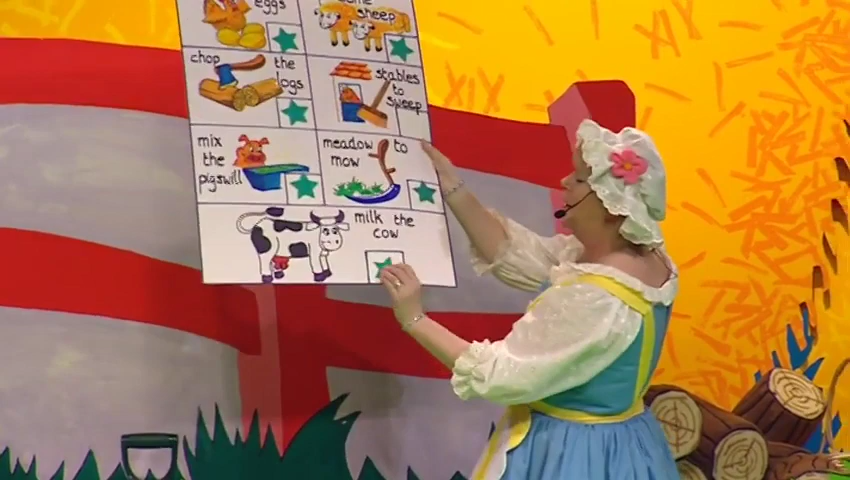 eggs
sheep
chop the
logs
stables
to
sweep
mix
the
pigswill
meadow to
mow
milk the
cow